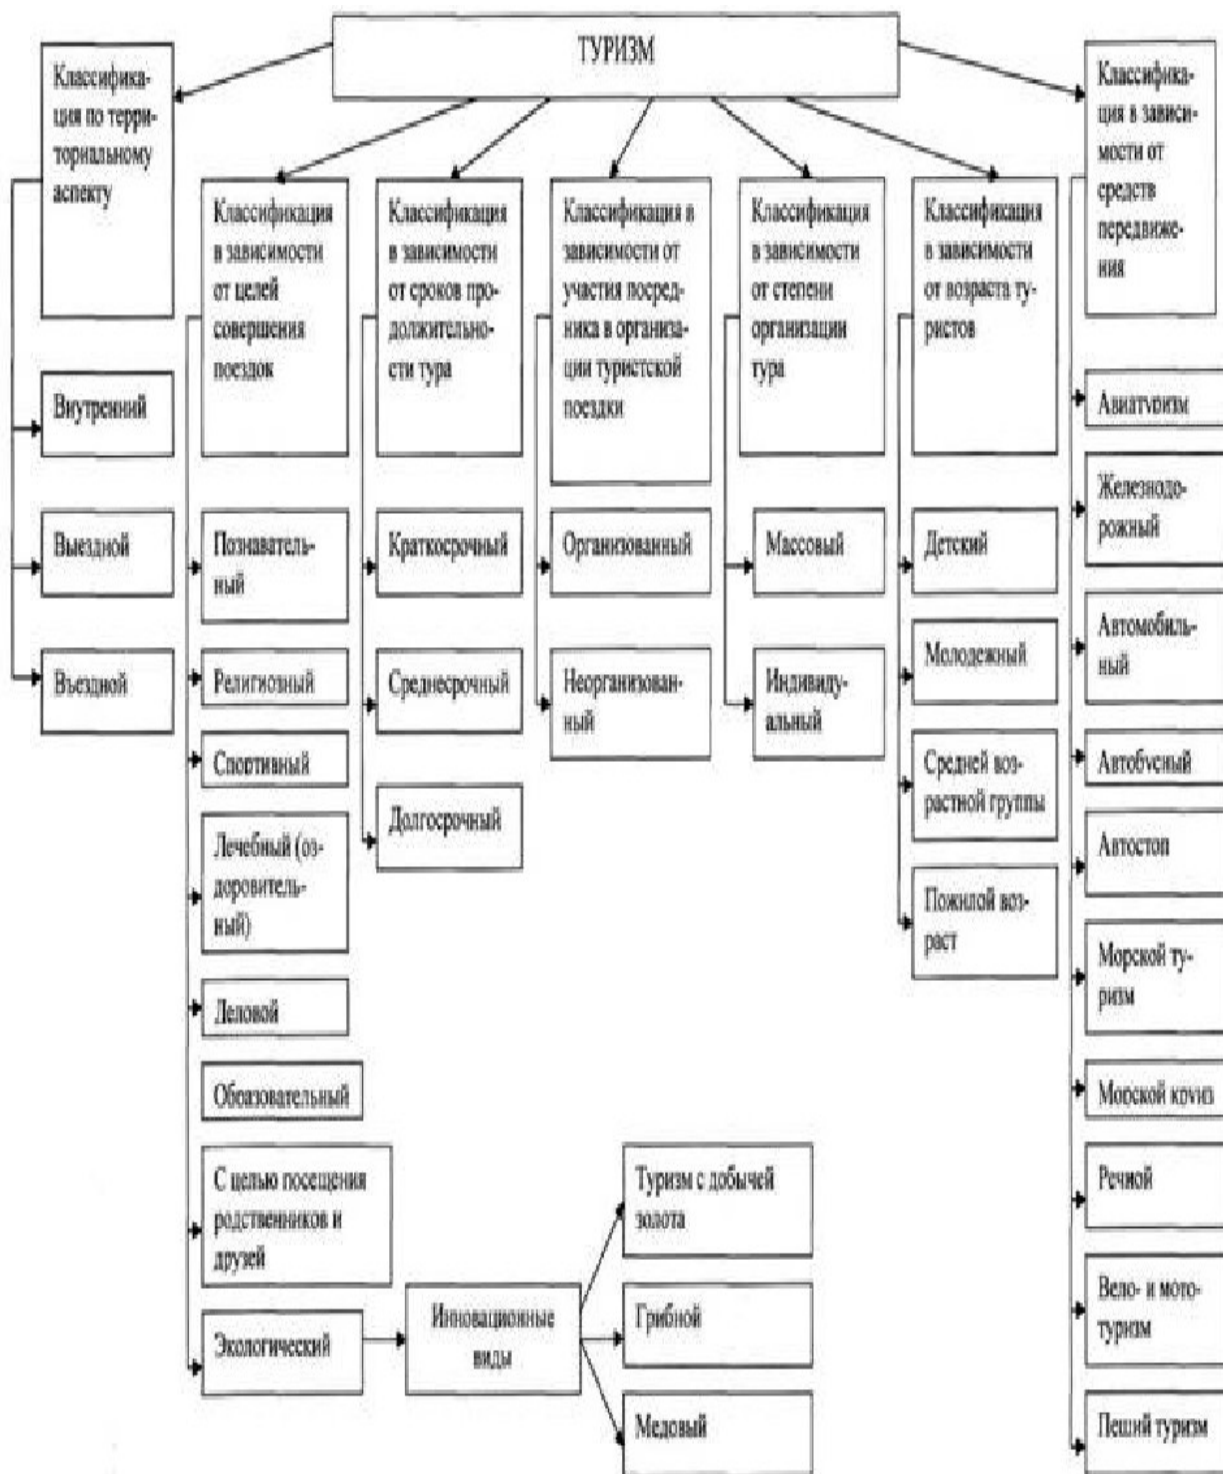 ТУРИЗМ
Классифика-
ция по терри-
ториальному
аспекту
Внутренний
Выездной
Въездной
Классификация
в зависимости
от целей
совершения
поездок
Познаватель-
ный
Религиозный
Спортивный
Лечебный (оз-
доровитель-
ный)
Деловой
Образовательный
С целью посещения
родственников и
друзей
Экологический
Инновационные
виды
Туризм с добычей
золота
Грибной
Медовый
Классификация
в зависимости
от сроков про-
должительно-
сти тура
Краткосрочный
Среднесрочный
Долгосрочный
Классификация в
зависимости от
участия посред-
ника в организа-
ции туристской
поездки
Организованный
Неорганизован-
ный
Классификация
в зависимости
от степени
организации
тура
Массовый
Индивиду-
альный
Классификация
в зависимости
от возраста ту-
ристов
Детский
Молодежный
Средней воз-
растной группы
Пожилой воз-
раст
Классифика-
ция в зависи-
мости от
средств
передвиже-
ния
Авиатуризм
Железнодо-
рожный
Автомобиль-
ный
Автобусный
Автостоп
Морской ту-
ризм
Морской круиз
Речной
Вело- и мото-
туризм
Пеший туризм